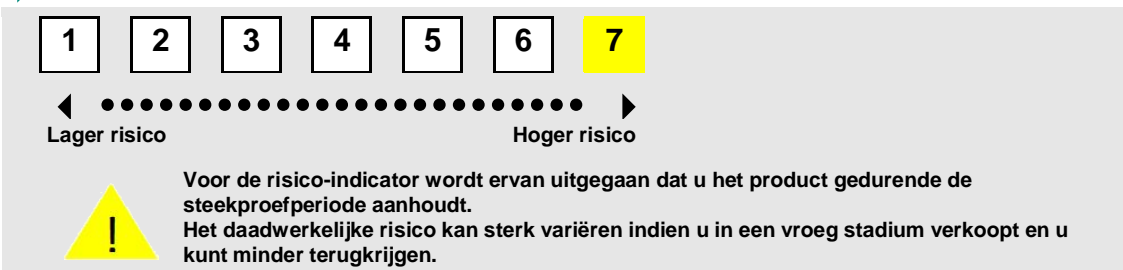 1 2 3 4 5 6 7
Lager risico Hoger risico
! Voor de risico-indicator wordt ervan uitgegaan dat u het product gedurende de
steekproefperiode aanhoudt.
Het daadwerkelijke risico kan sterk variëren indien u in een vroeg stadium verkoopt en u
kunt minder terugkrijgen.